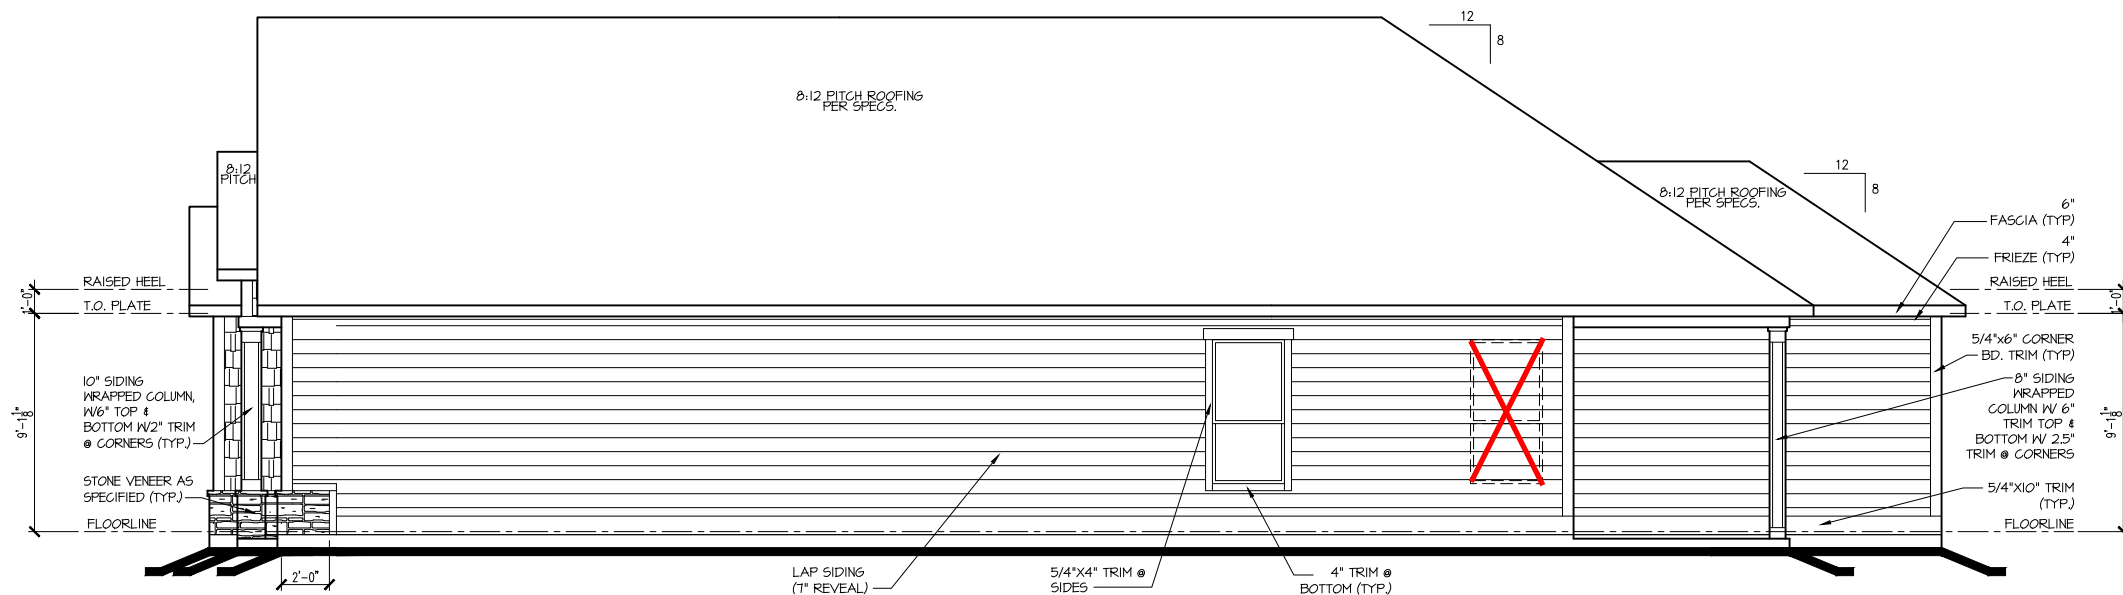 12
8
8:12 PITCH ROOFING
PER SPECS.
8:12
PITCH
12
8
8:12 PITCH ROOFING
PER SPECS.
6"
FASCIA (TYP)
4"
FRIEZE (TYP)
RAISED HEEL
1'-0"
T.O. PLATE
RAISED HEEL
1'-0"
T.O. PLATE
10" SIDING
WRAPPED COLUMN,
W/6" TOP &
BOTTOM W/2" TRIM
@ CORNERS (TYP.)
9'-1 1/8"
STONE VENEER AS
SPECIFIED (TYP.)
FLOORLINE
5/4"x6" CORNER
BD. TRIM (TYP)
8" SIDING
WRAPPED
COLUMN W/ 6"
TRIM TOP &
BOTTOM W/ 2.5"
TRIM @ CORNERS
9'-1 1/8"
5/4"X10" TRIM
(TYP.)
FLOORLINE
2'-0"
LAP SIDING
(7" REVEAL)
5/4"X4" TRIM @
SIDES
4" TRIM @
BOTTOM (TYP.)